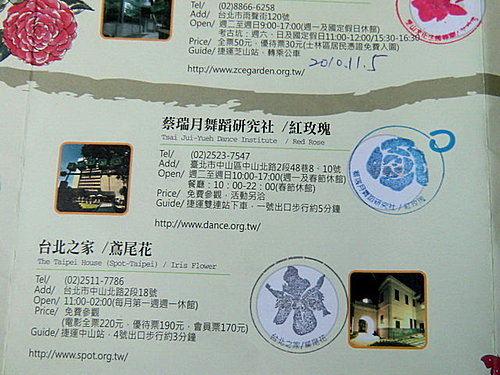 Tel/ (02)8866-6258
Add/ 台北市雨聲街120號
Open/ 週三至週日9:00-17:00(週一及國定假日休館)
考古坑：週六、日及國定假日11:00-12:00/15:30-16:30
Price/ 全票50元，優待票30元(士林區居民憑證免費入園)
Guide/ 捷運芝山站，轉乘公車
2010.11.5
http://www.zcegarden.org.tw/
蔡瑞月舞蹈研究社 /紅玫瑰
Tsai Jui-Yueh Dance Institute / Red Rose
Tel/ (02)2523-7547
Add/ 臺北市中山區中山北路2段48巷8、10號
Open/ 週二至週日10:00-17:00(週一及春節休館)
餐廳：10：00-22：00(春節休館)
Price/ 免費參觀，活動另洽
Guide/ 捷運雙連站下車，一號出口步行約5分鐘
http://www.dance.org.tw/
蔡瑞月舞蹈研究社/紅玫瑰
台北之家 /鳶尾花
The Taipei House (Spot-Taipei) / Iris Flower
Tel/ (02)2511-7786
Add/ 台北市中山北路2段18號
Open/ 11:00-02:00(每月第一週週一休館)
Price/ 免費參觀
(電影全票220元，優待票190元，會員票170元)
Guide/ 捷運中山站，4號出口步行約3分鐘
http://www.spot.org.tw/
台北之家/鳶尾花